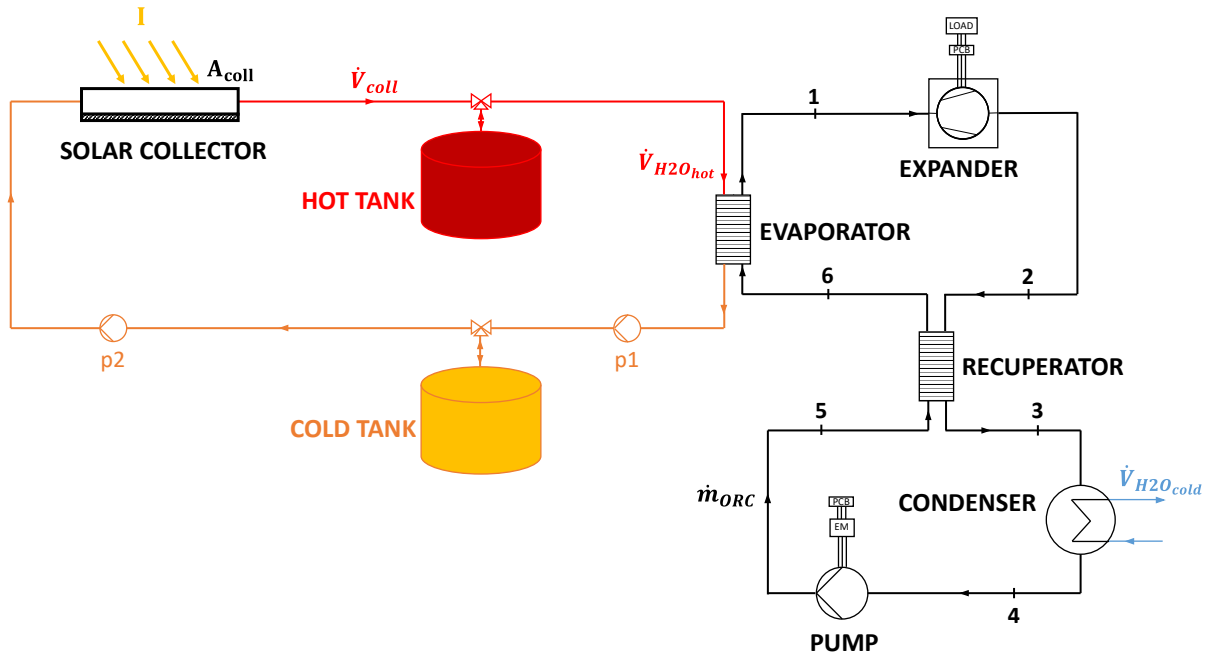 I
A_coll
V̇_coll
SOLAR COLLECTOR
HOT TANK
V̇_H2O_hot
LOAD
PCB
1
EXPANDER
EVAPORATOR
6
2
p2
p1
RECUPERATOR
COLD TANK
5
3
ṁ_ORC
PCB
EM
CONDENSER
V̇_H2O_cold
4
PUMP